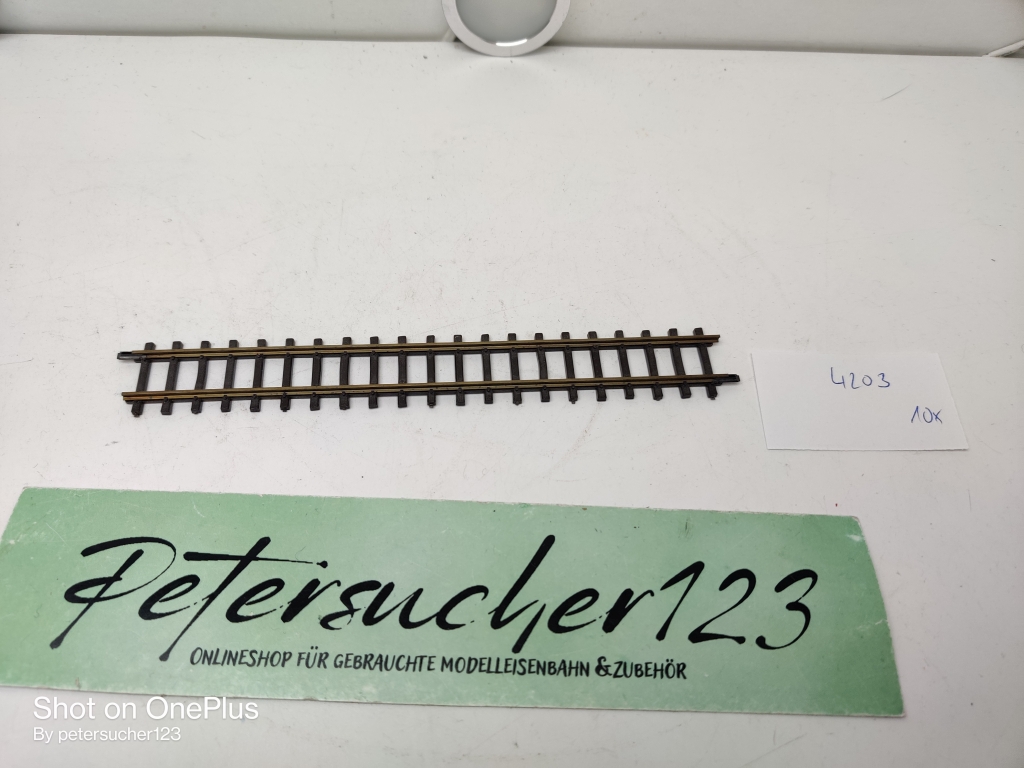 4203
10x
Petersucher123
ONLINESHOP FÜR GEBRAUCHTE MODELLEISENBAHN & ZUBEHÖR
Shot on OnePlus
By petersucher123